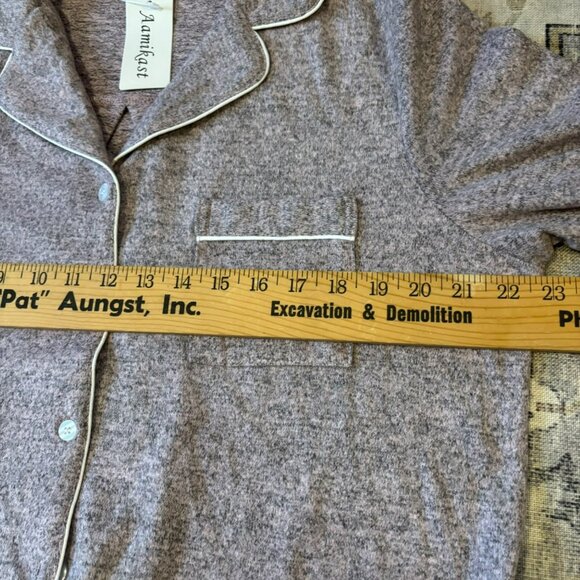 Aamikast
9 10 11 12 13 14 15 16 17 18 19 20 21 22 23
"Pat" Aungst, Inc. Excavation & Demolition Ph